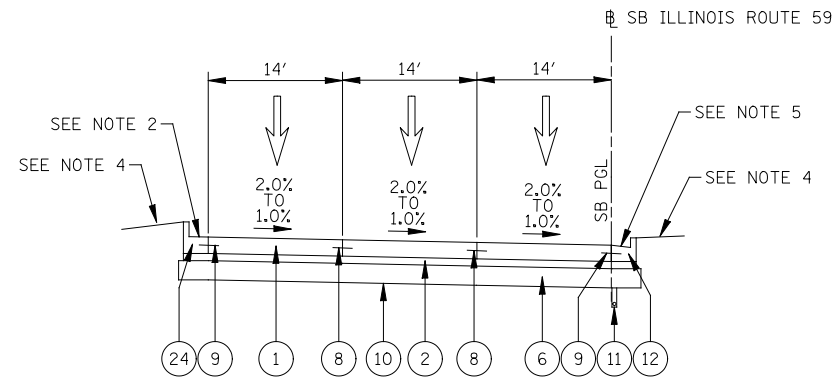 ℄ SB ILLINOIS ROUTE 59
14' 14' 14'
SEE NOTE 2
SEE NOTE 5
SEE NOTE 4
SEE NOTE 4
SB PGL
2.0% 2.0% 2.0%
TO TO TO
1.0% 1.0% 1.0%
24 9 1 8 10 2 8 6 9 11 12